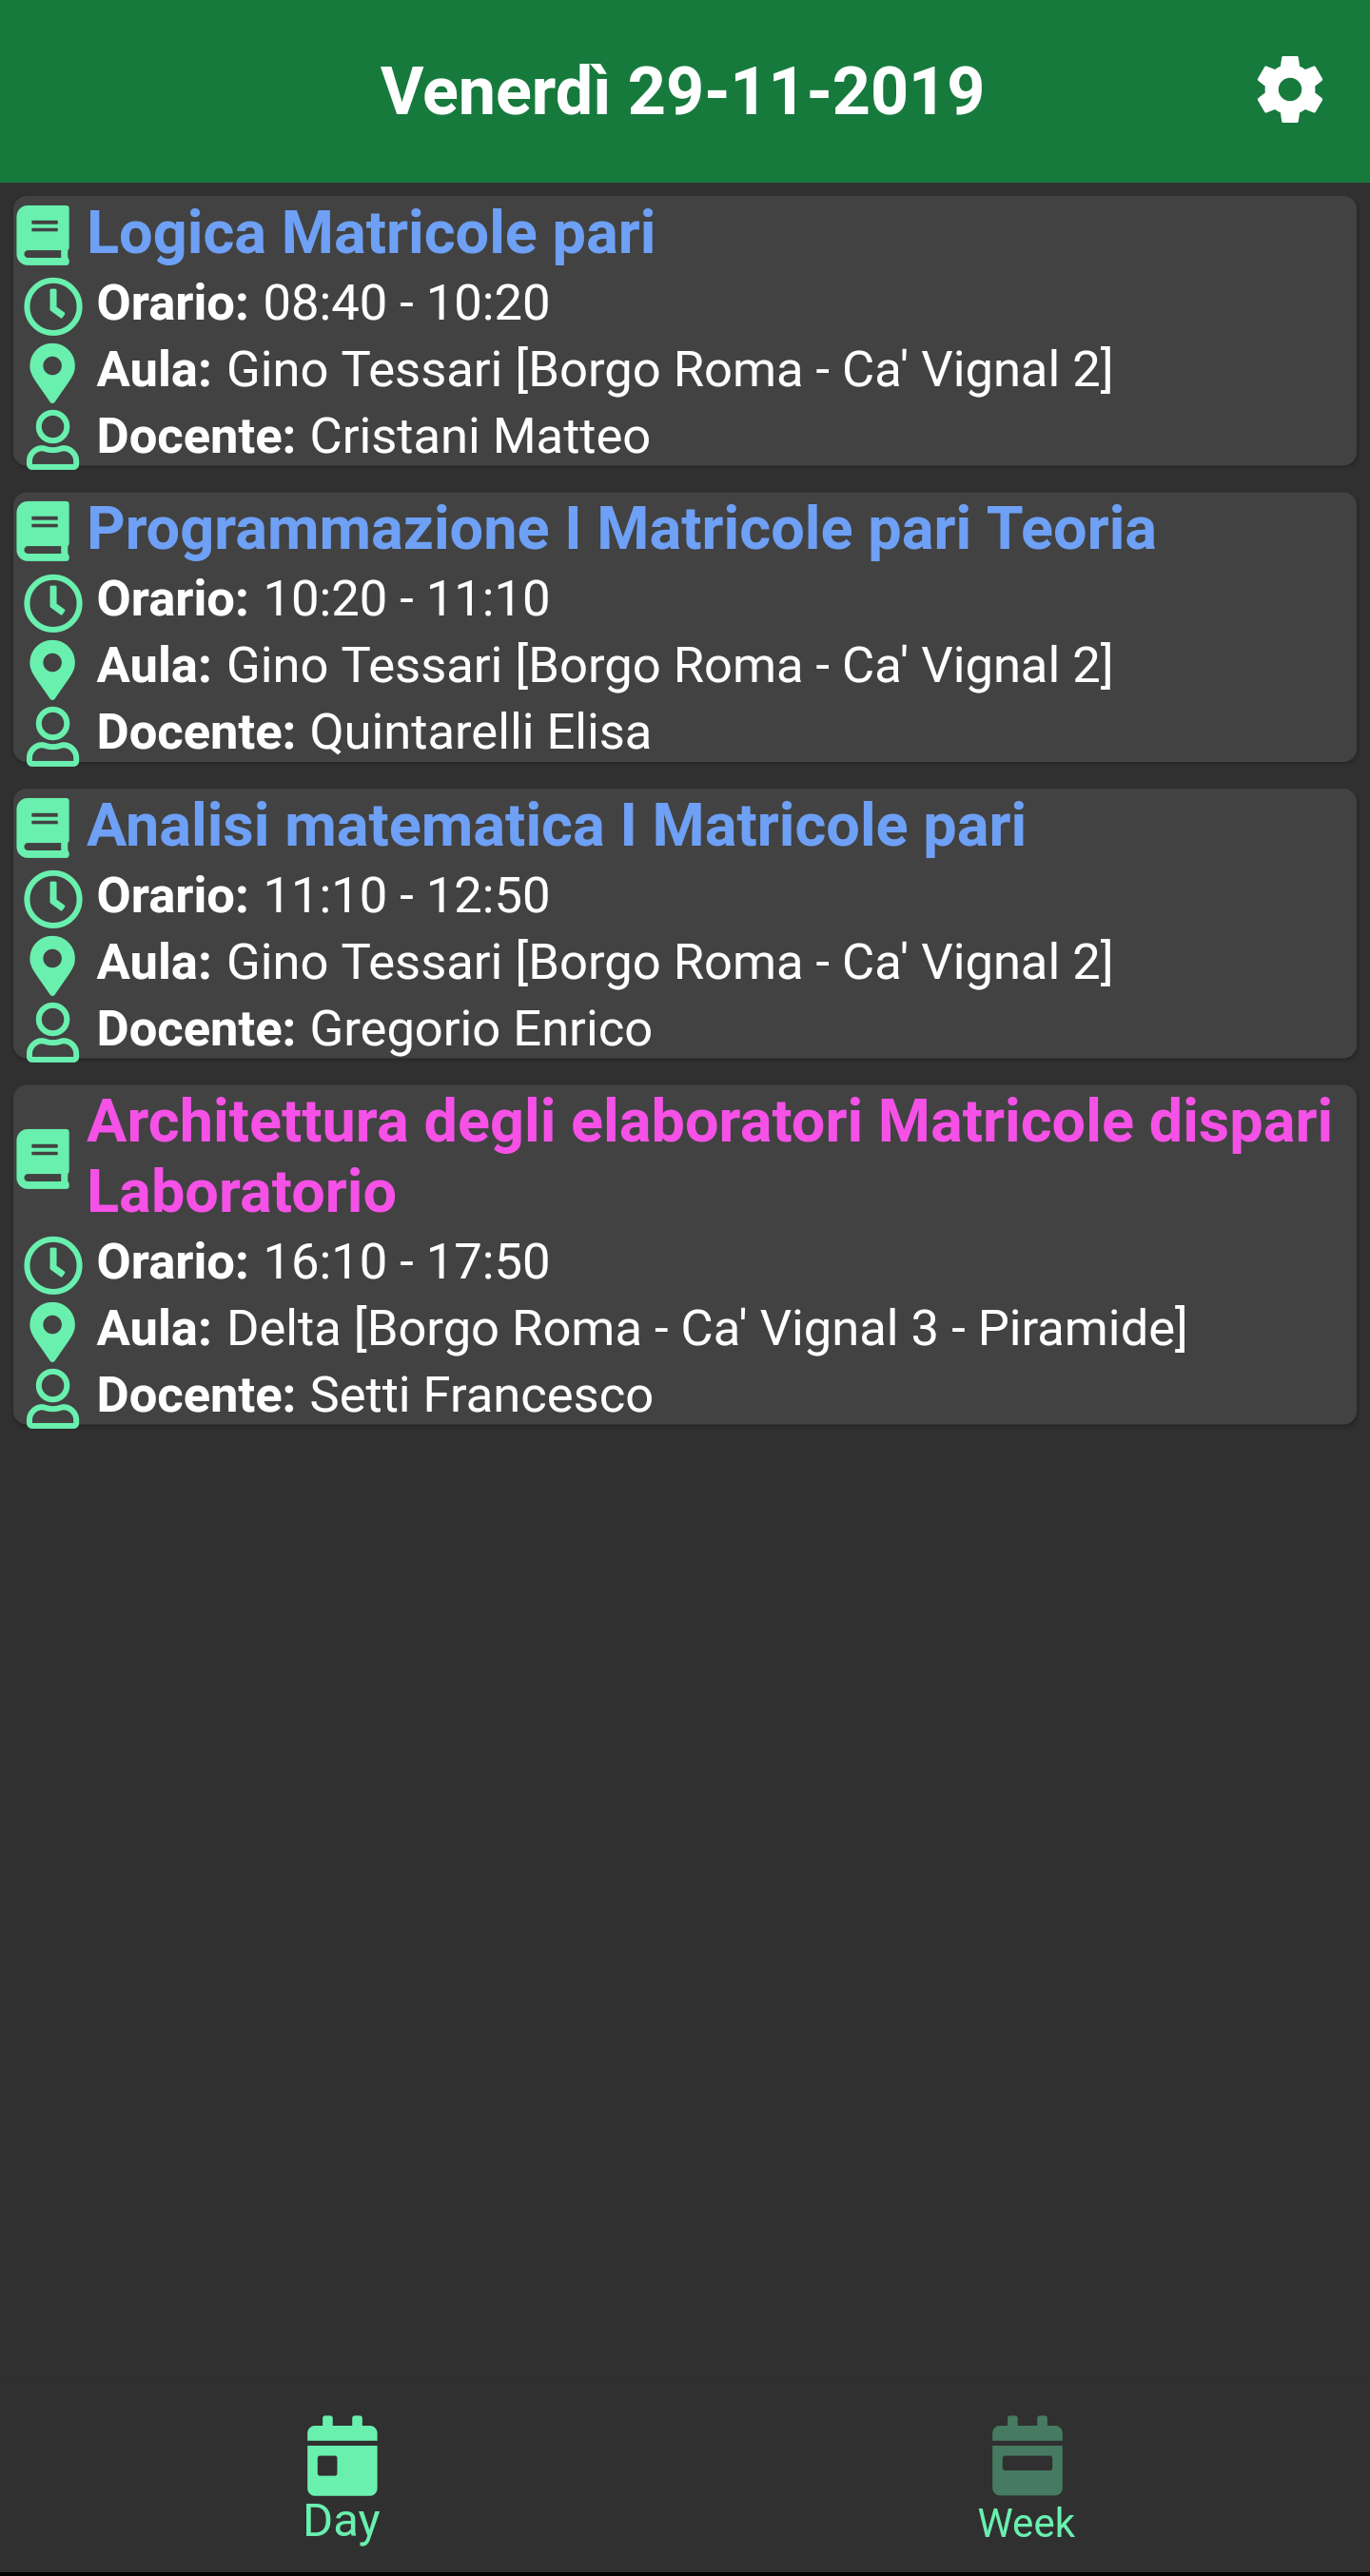 Venerdì 29-11-2019
Logica Matricole pari
Orario: 08:40 - 10:20
Aula: Gino Tessari [Borgo Roma - Ca' Vignal 2]
Docente: Cristani Matteo
Programmazione I Matricole pari Teoria
Orario: 10:20 - 11:10
Aula: Gino Tessari [Borgo Roma - Ca' Vignal 2]
Docente: Quintarelli Elisa
Analisi matematica I Matricole pari
Orario: 11:10 - 12:50
Aula: Gino Tessari [Borgo Roma - Ca' Vignal 2]
Docente: Gregorio Enrico
Architettura degli elaboratori Matricole dispari
Laboratorio
Orario: 16:10 - 17:50
Aula: Delta [Borgo Roma - Ca' Vignal 3 - Piramide]
Docente: Setti Francesco
Day
Week